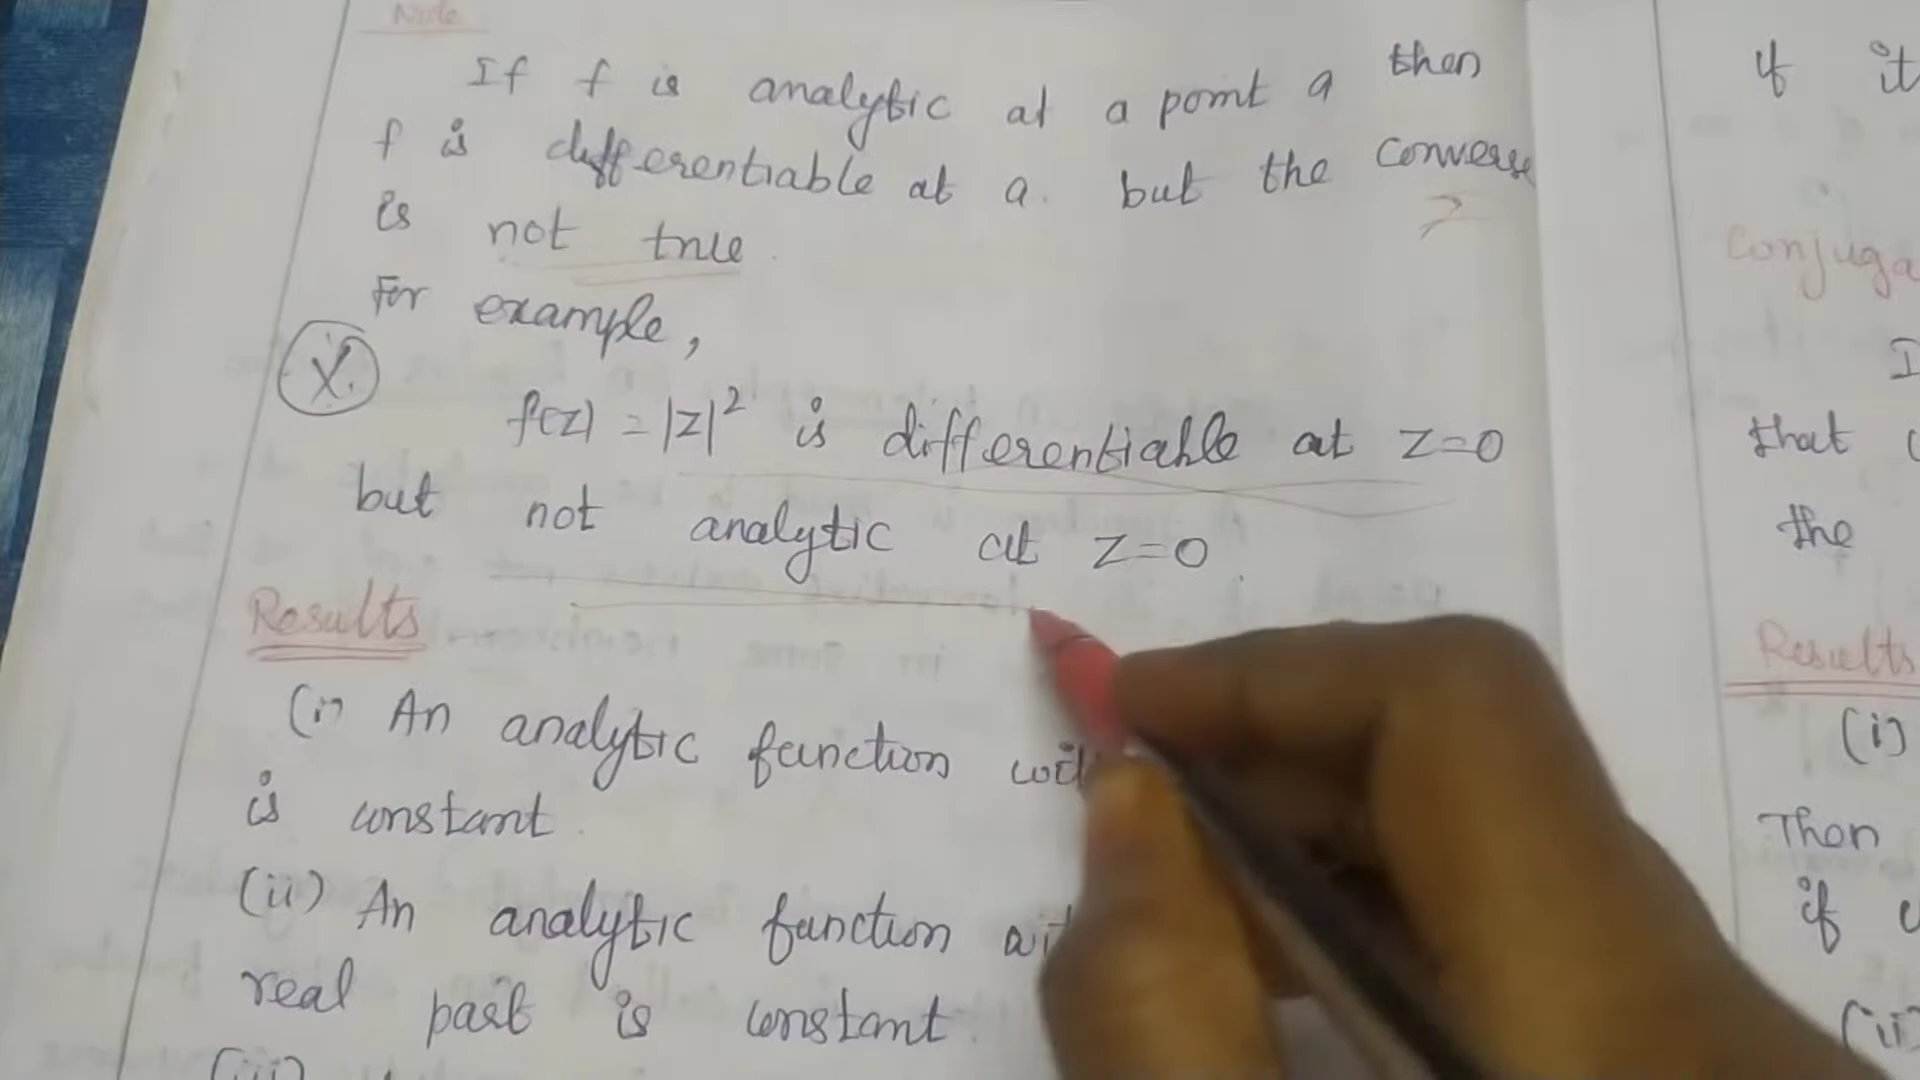 Note
If f is analytic at a point a then
f is differentiable at a. but the converse
is not true.
For example,
f(z) = |z|² is differentiable at z=0
but not analytic at z=0.
Results
(i) An analytic function
is constant.
(ii) An analytic function
real part is constant.
(iii)
if it
Conjuga
I
that
the
Results
(i)
Then
if
(ii)